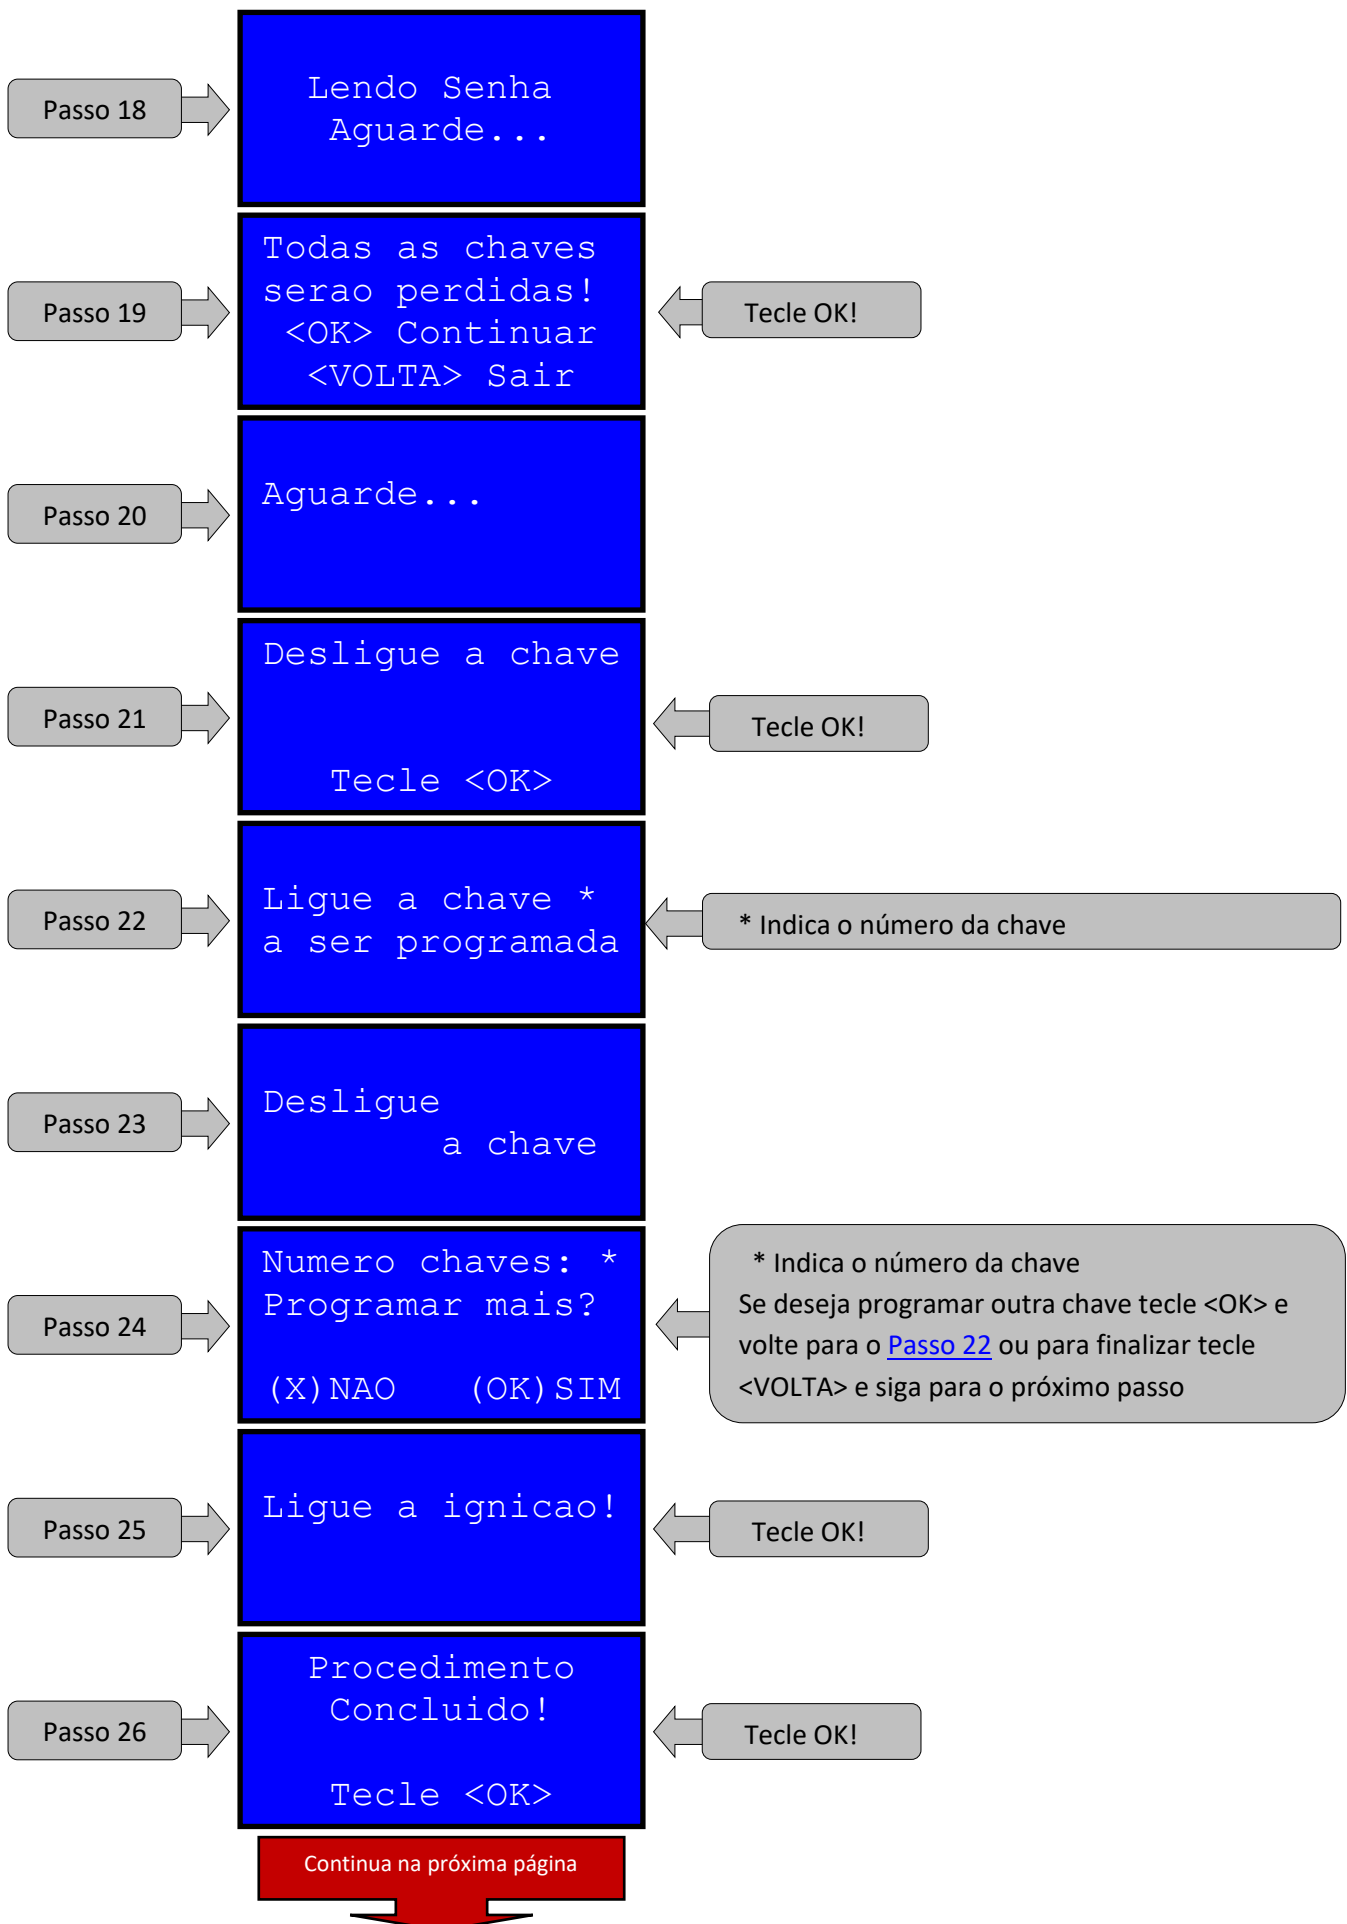 Passo 18
Lendo Senha
Aguarde...
Passo 19
Todas as chaves
serao perdidas!
<OK> Continuar
<VOLTA> Sair
Tecle OK!
Passo 20
Aguarde...
Passo 21
Desligue a chave
Tecle <OK>
Tecle OK!
Passo 22
Ligue a chave *
a ser programada
* Indica o número da chave
Passo 23
Desligue
a chave
Passo 24
Numero chaves: *
Programar mais?
(X)NAO (OK)SIM
* Indica o número da chave
Se deseja programar outra chave tecle <OK> e
volte para o Passo 22 ou para finalizar tecle
<VOLTA> e siga para o próximo passo
Passo 25
Ligue a ignicao!
Tecle OK!
Passo 26
Procedimento
Concluido!
Tecle <OK>
Tecle OK!
Continua na próxima página